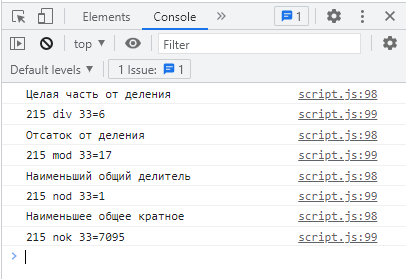 Elements Console » 1
top Filter
Default levels 1 Issue: 1
Целая часть от деления script.js:98
215 div 33=6 script.js:99
Отсаток от деления script.js:98
215 mod 33=17 script.js:99
Наименьший общий делитель script.js:98
215 nod 33=1 script.js:99
Наименьшее общее кратное script.js:98
215 nok 33=7095 script.js:99
>